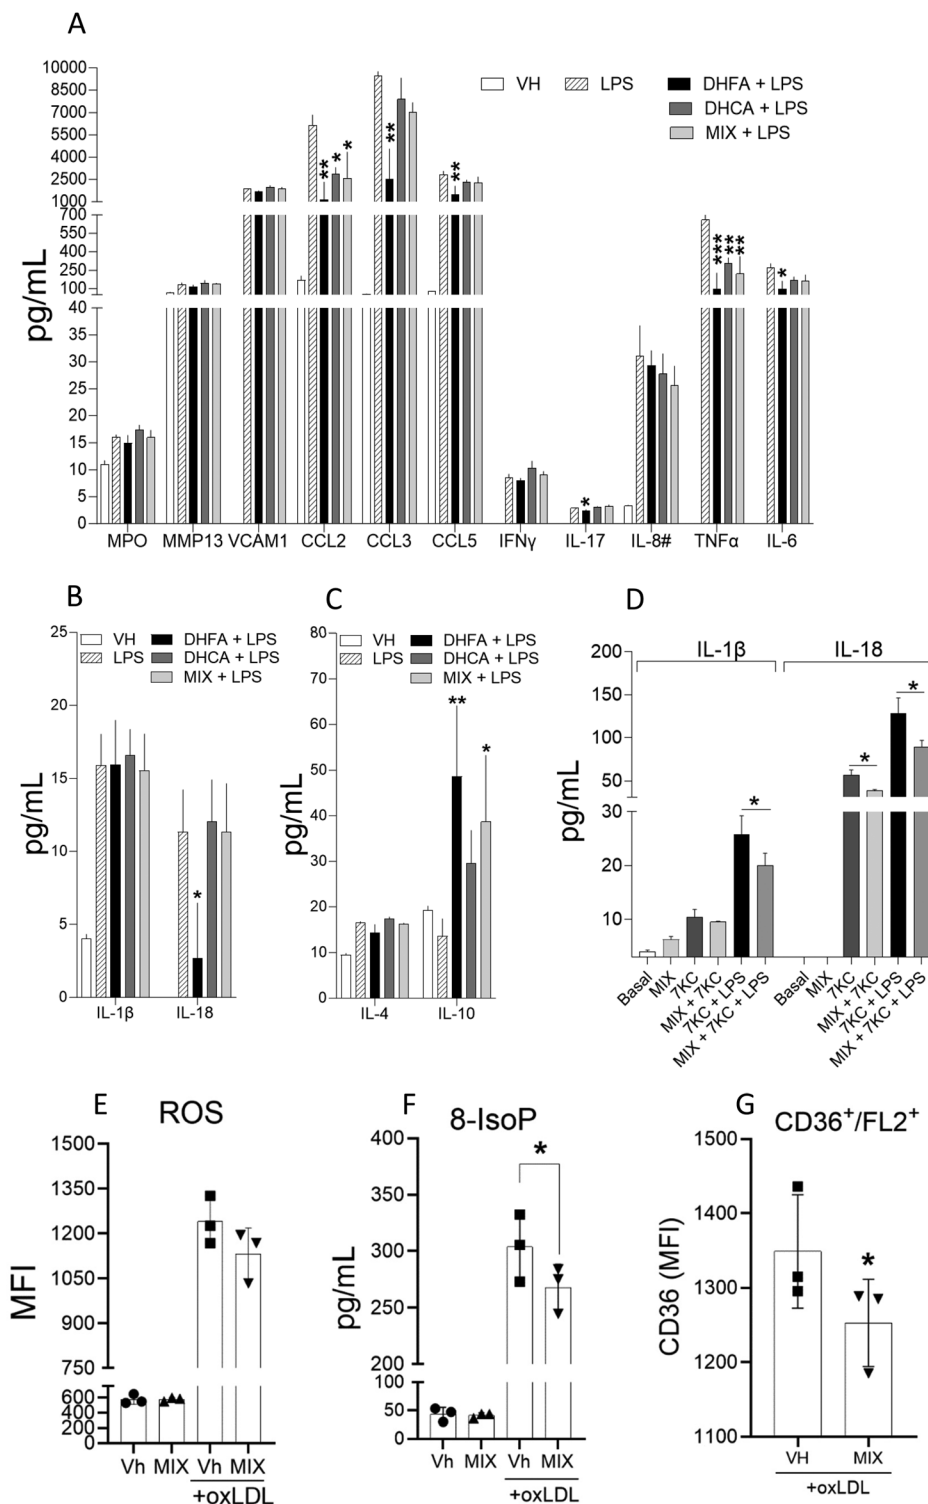 A
VH LPS DHFA + LPS
DHCA + LPS
MIX + LPS
pg/mL
10000
8500
7000
5500
4000
2500
1000
700
550
400
250
100
40
35
30
25
20
15
10
5
0
** * *
**
**
*
*** *** **
*
MPO MMP13 VCAM1 CCL2 CCL3 CCL5 IFNγ IL-17 IL-8# TNFα IL-6
B
VH DHFA + LPS
LPS DHCA + LPS
MIX + LPS
pg/mL
25
20
15
10
5
0
*
IL-1β IL-18
C
VH DHFA + LPS
LPS DHCA + LPS
MIX + LPS
pg/mL
80
70
60
50
40
30
20
10
0
** *
IL-4 IL-10
D
IL-1β IL-18
pg/mL
200
150
100
50
30
20
10
* * *
Basal MIX 7KC MIX + 7KC 7KC + LPS MIX + 7KC + LPS Basal MIX 7KC MIX + 7KC 7KC + LPS MIX + 7KC + LPS
E
ROS
MFI
1500
1350
1200
1050
900
750
600
400
200
0
Vh MIX Vh MIX
+oxLDL
F
8-IsoP
pg/mL
400
350
300
250
200
100
50
0
*
Vh MIX Vh MIX
+oxLDL
G
CD36+/FL2+
CD36 (MFI)
1500
1400
1300
1200
1100
*
VH MIX
+oxLDL